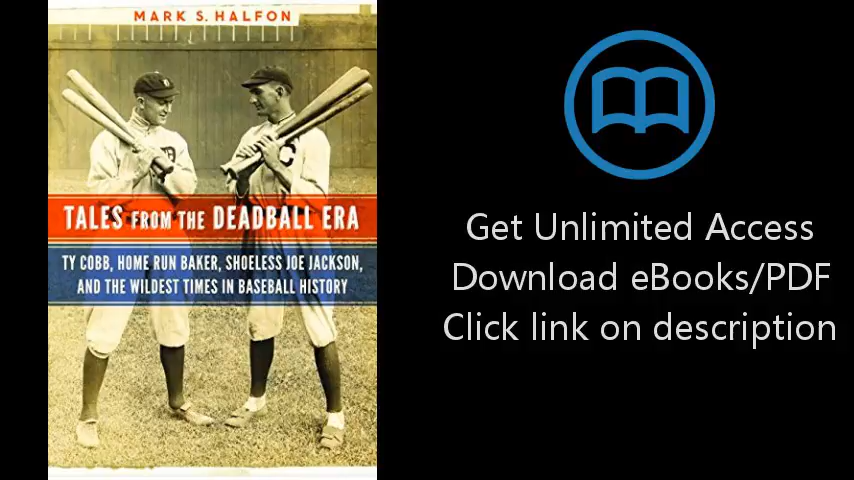 MARK S. HALFON
TALES FROM THE DEADBALL ERA
TY COBB, HOME RUN BAKER, SHOELESS JOE JACKSON,
AND THE WILDEST TIMES IN BASEBALL HISTORY
Get Unlimited Access
Download eBooks/PDF
Click link on description